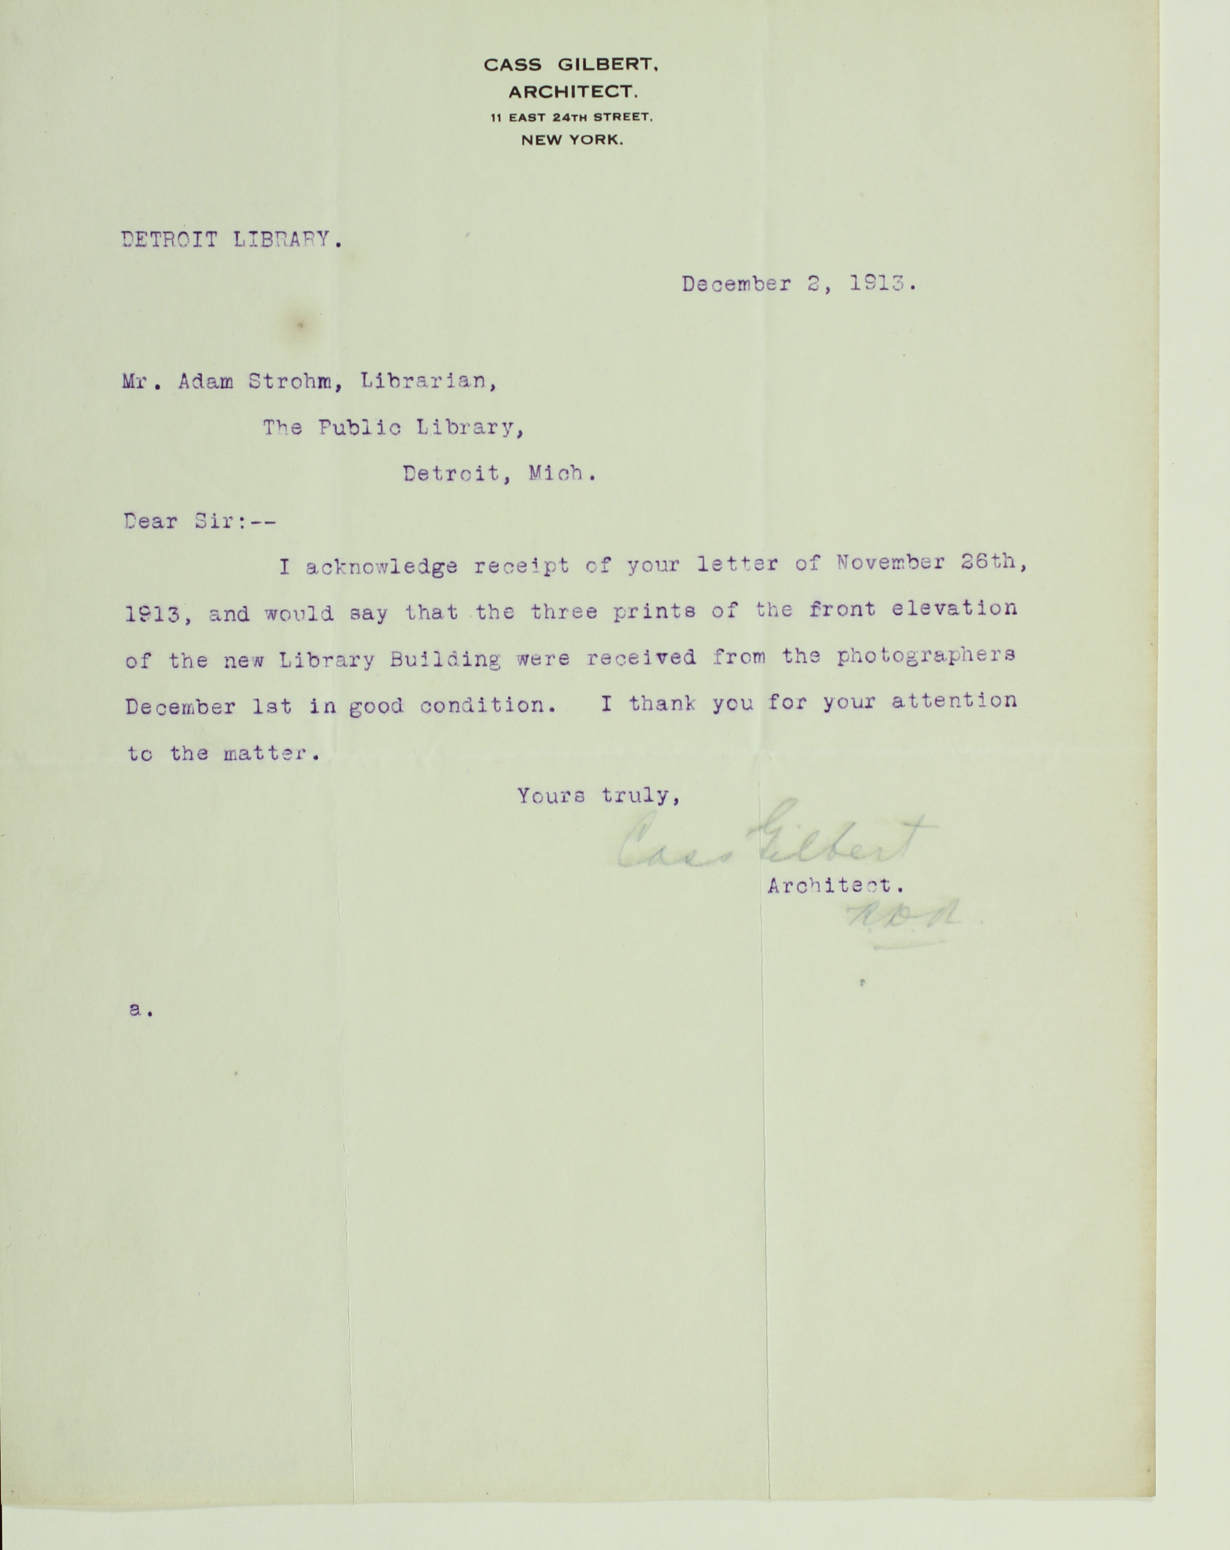 CASS GILBERT,
ARCHITECT.
11 EAST 24TH STREET.
NEW YORK.
DETROIT LIBRARY.
December 2, 1913.
Mr. Adam Strohm, Librarian,
The Public Library,
Detroit, Mich.
Dear Sir:--
I acknowledge receipt of your letter of November 26th,
1913, and would say that the three prints of the front elevation
of the new Library Building were received from the photographers
December 1st in good condition. I thank you for your attention
to the matter.
Yours truly,
Cass Gilbert
Architect.
a.